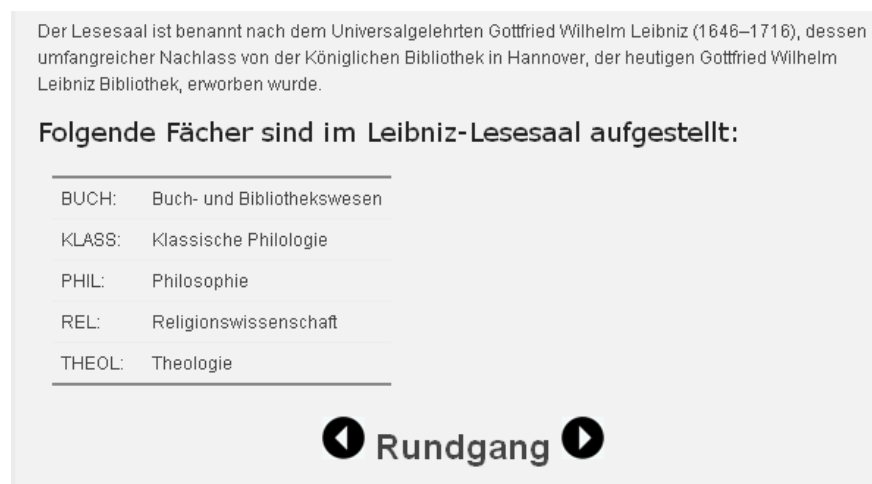 Der Lesesaal ist benannt nach dem Universalgelehrten Gottfried Wilhelm Leibniz (1646–1716), dessen
umfangreicher Nachlass von der Königlichen Bibliothek in Hannover, der heutigen Gottfried Wilhelm
Leibniz Bibliothek, erworben wurde.
Folgende Fächer sind im Leibniz-Lesesaal aufgestellt:
BUCH: Buch- und Bibliothekswesen
KLASS: Klassische Philologie
PHIL: Philosophie
REL: Religionswissenschaft
THEOL: Theologie
Rundgang